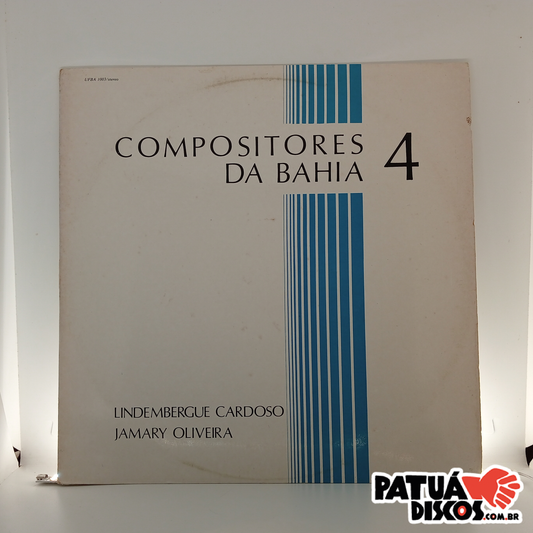 COMPOSITORES
DA BAHIA 4
LINDEMBERGUE CARDOSO
JAMARY OLIVEIRA
PATUÁ
DISCOS.COM.BR